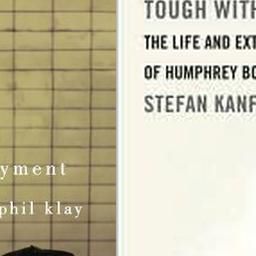 yment
phil klay
TOUGH WITH
THE LIFE AND EXT
OF HUMPHREY BO
STEFAN KANF